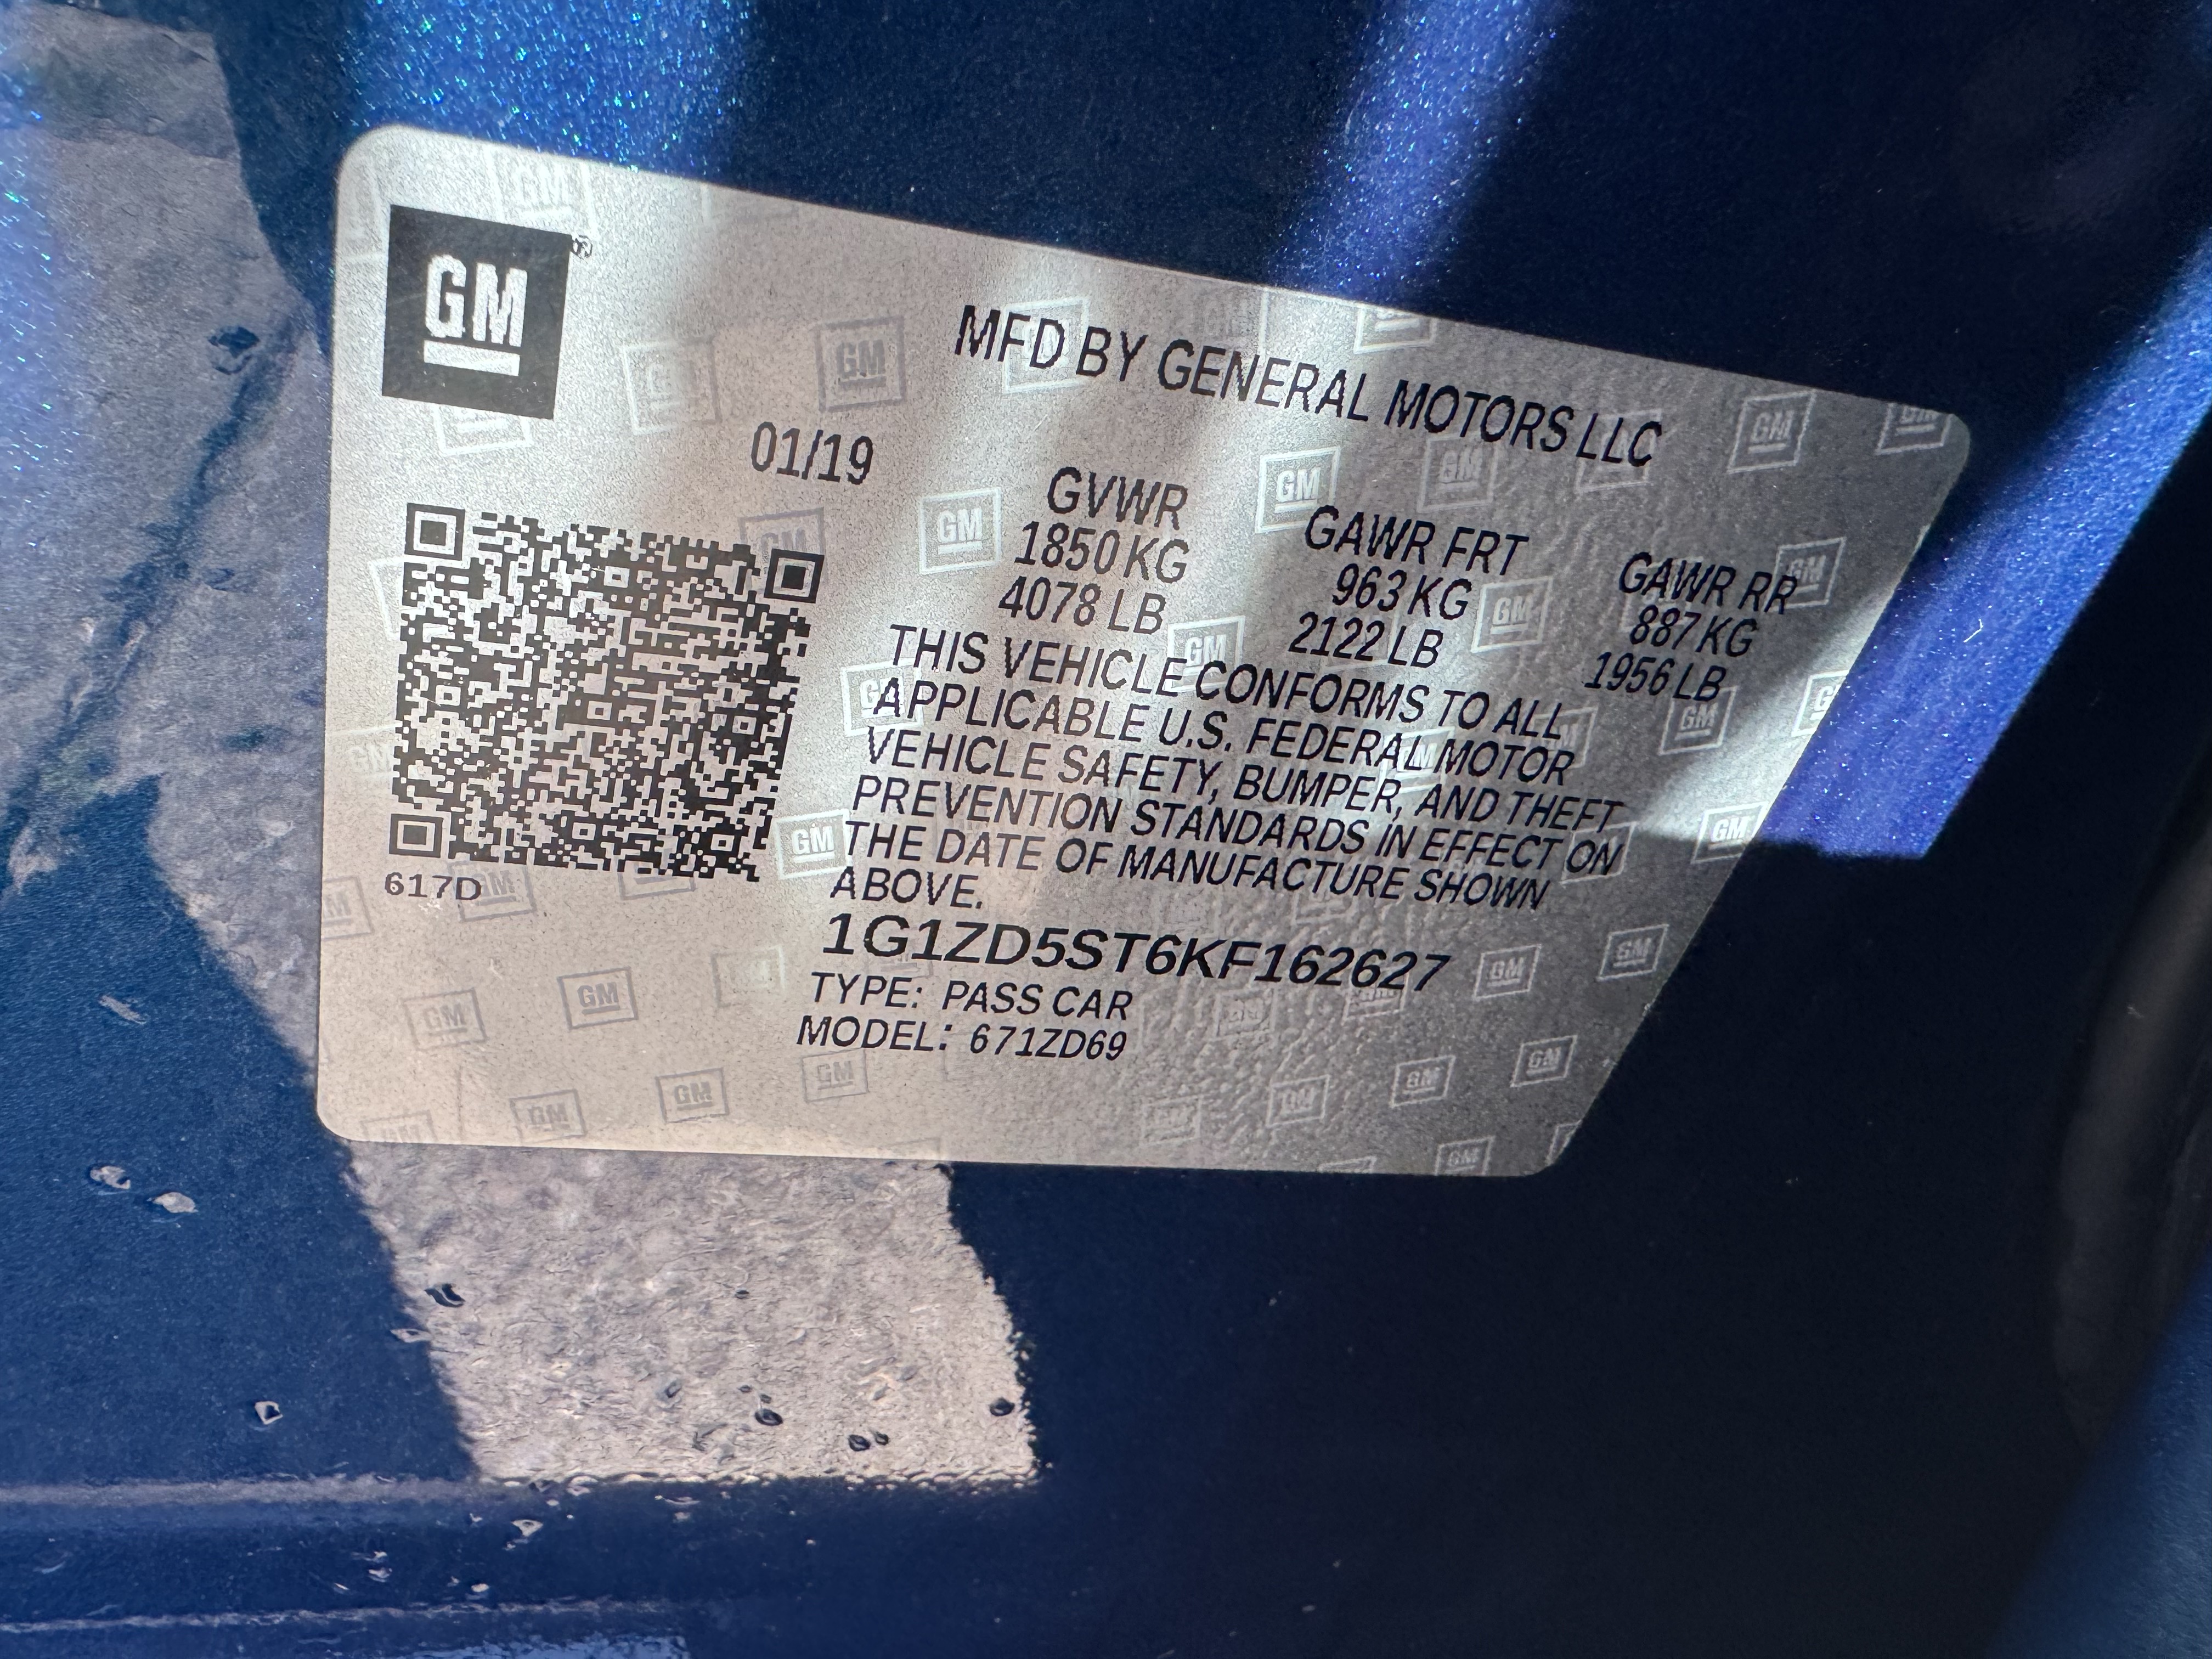 GM
MFD BY GENERAL MOTORS LLC
01/19
GVWR
1850 KG
4078 LB
GAWR FRT
963 KG
2122 LB
GAWR RR
887 KG
1956 LB
THIS VEHICLE CONFORMS TO ALL
APPLICABLE U.S. FEDERAL MOTOR
VEHICLE SAFETY, BUMPER, AND THEFT
PREVENTION STANDARDS IN EFFECT ON
THE DATE OF MANUFACTURE SHOWN
ABOVE.
617D
1G1ZD5ST6KF162627
TYPE: PASS CAR
MODEL: 671ZD69